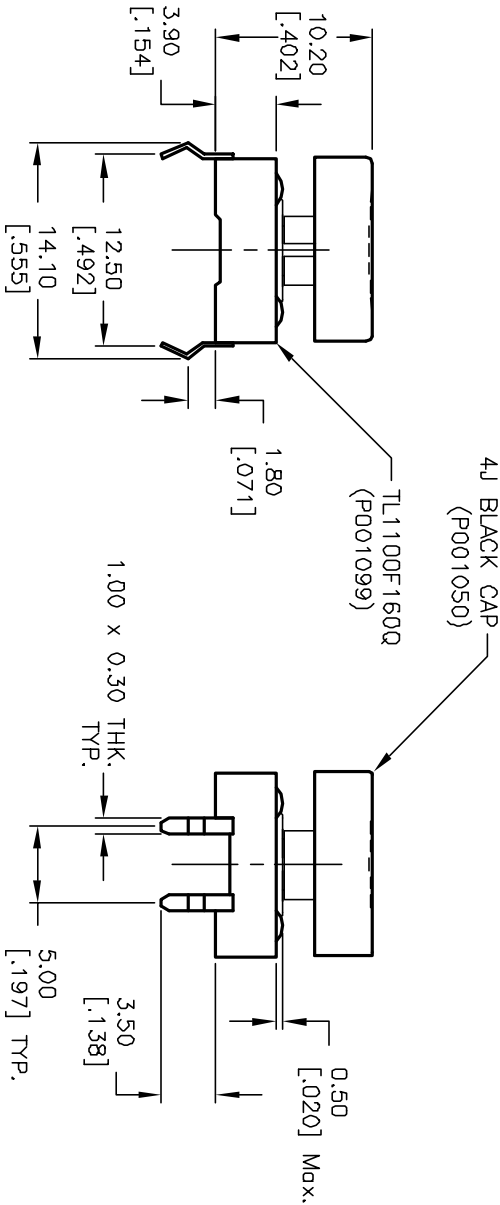 4J BLACK CAP
(P001050)
TL1100F160Q
(P001099)
10.20
[.402]
3.90
[.154]
12.50
[.492]
14.10
[.555]
1.80
[.071]
0.50
[.020] Max.
1.00 x 0.30 THK.
TYP.
3.50
[.138]
5.00
[.197] TYP.